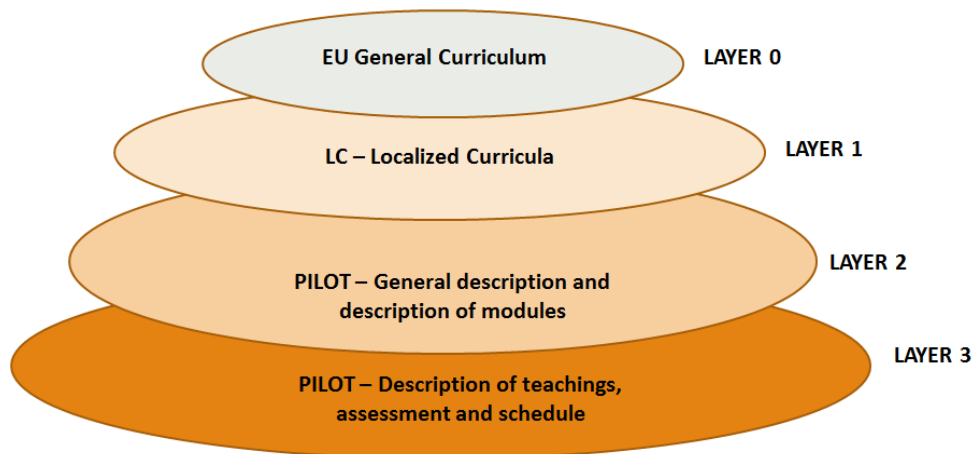 EU General Curriculum
LAYER 0
LC – Localized Curricula
LAYER 1
PILOT – General description and
description of modules
LAYER 2
PILOT – Description of teachings,
assessment and schedule
LAYER 3